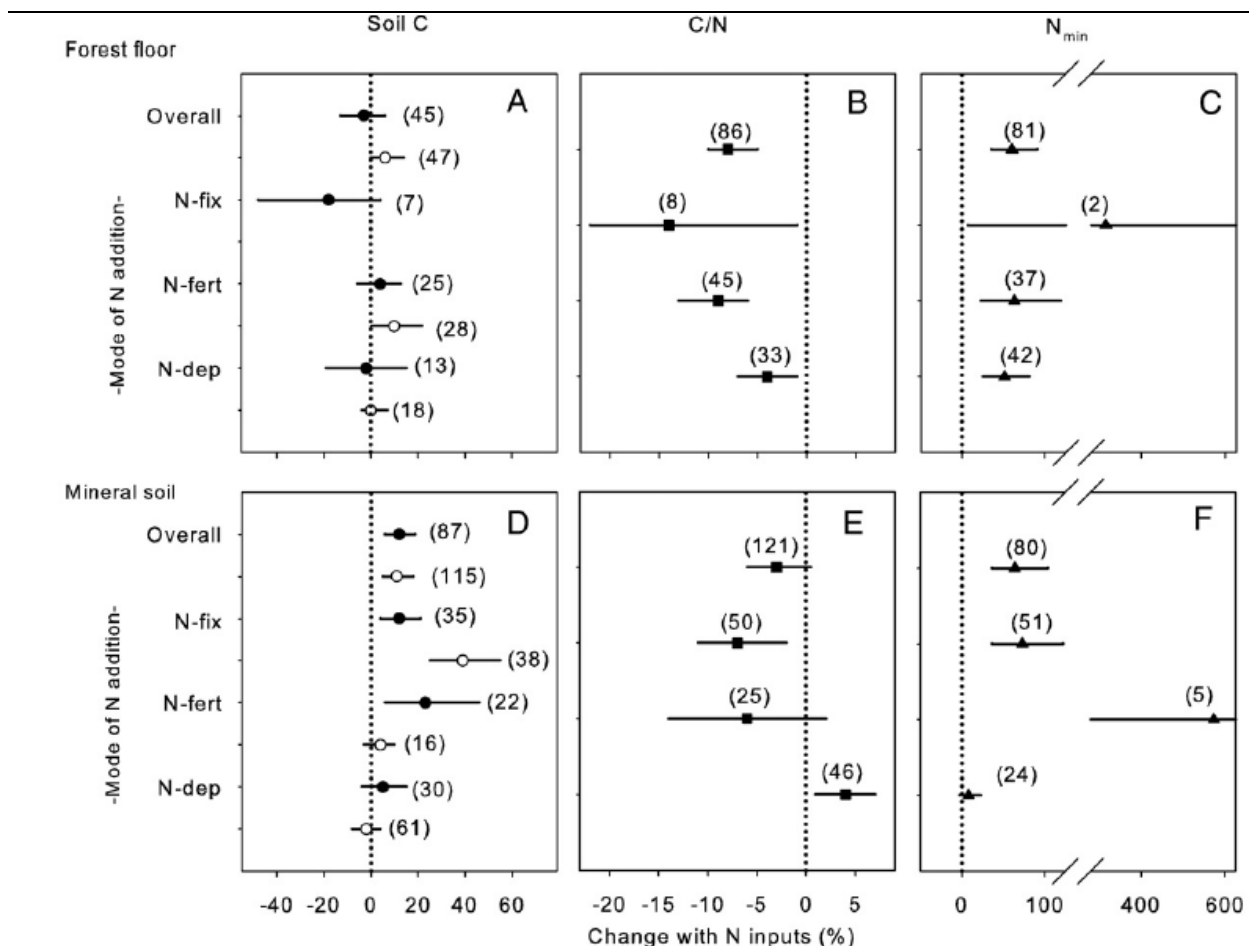 Soil C C/N Nmin
Forest floor
A B C
Overall (45) (86) (81)
(47)
N-fix (7) (8) (2)
N-fert (25) (45) (37)
(28)
N-dep (13) (33) (42)
(18)
-Mode of N addition-
Mineral soil
D E F
Overall (87) (121) (80)
(115)
N-fix (35) (50) (51)
(38)
N-fert (22) (25) (5)
(16)
N-dep (30) (46) (24)
(61)
-Mode of N addition-
-40 -20 0 20 40 60 -20 -15 -10 -5 0 5 0 100 400 600
Change with N inputs (%)